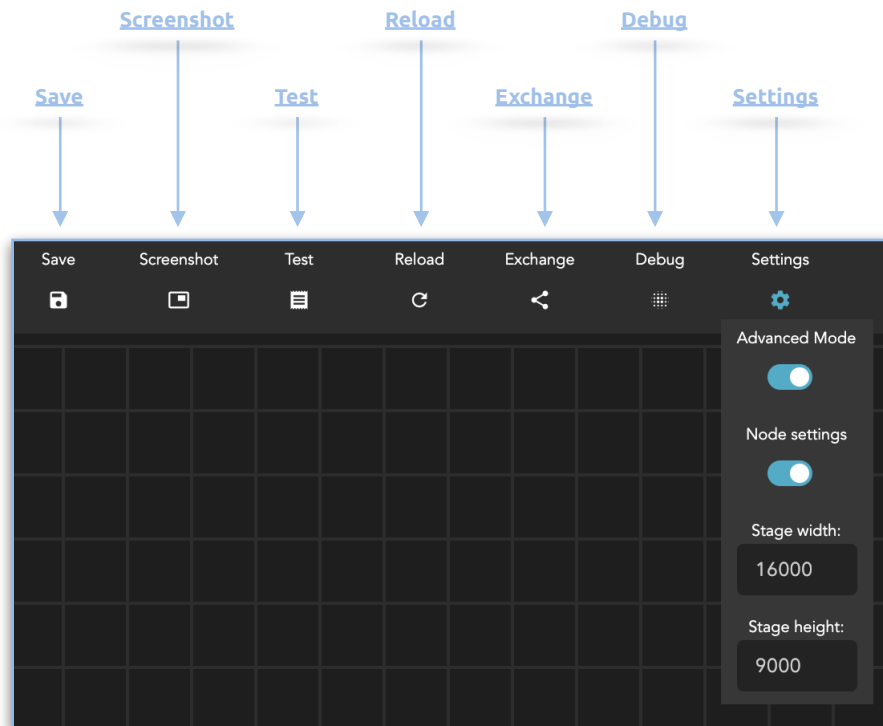 Screenshot Reload Debug
Save Test Exchange Settings
Save Screenshot Test Reload Exchange Debug Settings
Advanced Mode
Node settings
Stage width:
16000
Stage height:
9000